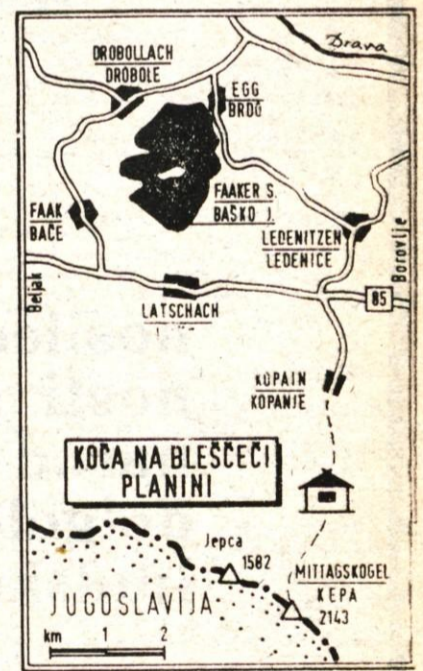 Drava
DROBOLLACH
DROBOLE
EGG
BRDO
FAAK
BAČE
FAAKER S.
BAŠKO J.
LEDENITZEN
LEDENICE
Borovlje
Beljak
85
LATSCHACH
KOPAIN
KOPANJE
KOČA NA BLEŠČEČI
PLANINI
Jepca
1582
MITTAGSKOGEL
KEPA
2143
JUGOSLAVIJA
km 1 2